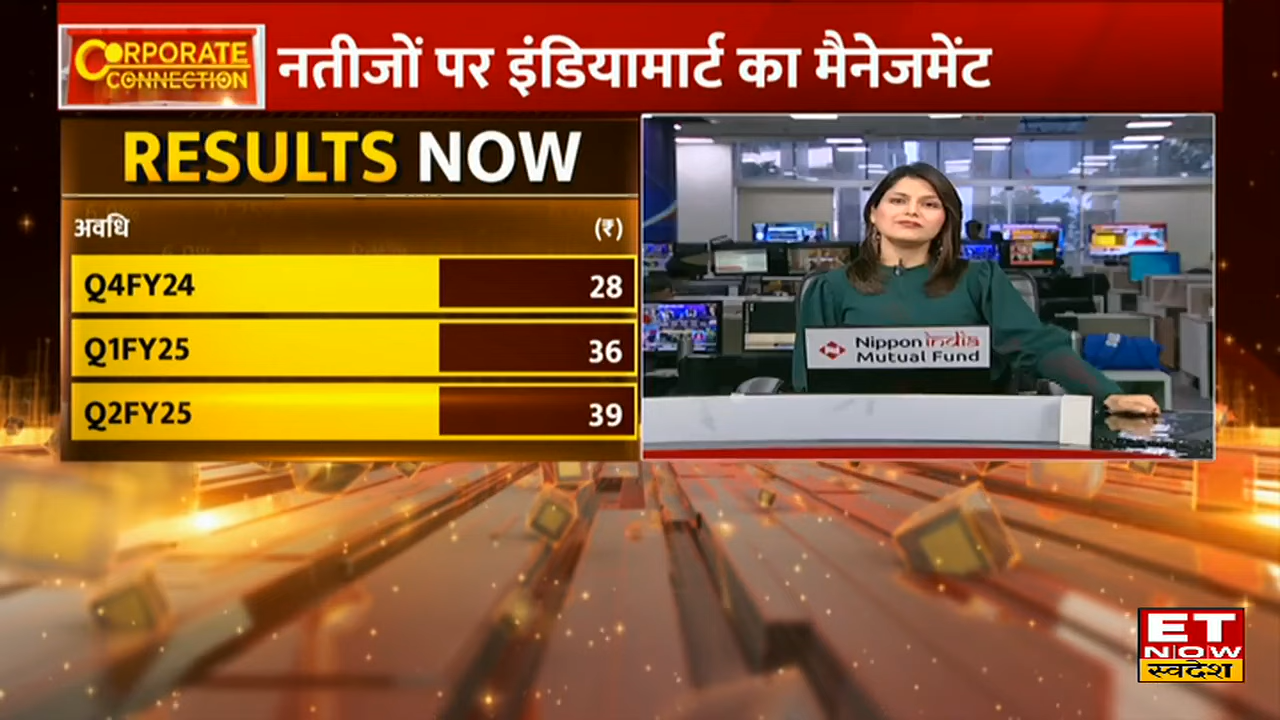 CORPORATE
CONNECTION
नतीजों पर इंडियामार्ट का मैनेजमेंट
RESULTS NOW
अवधि (₹)
Q4FY24 28
Q1FY25 36
Q2FY25 39
Nippon india
Mutual Fund
ET
NOW
स्वदेश